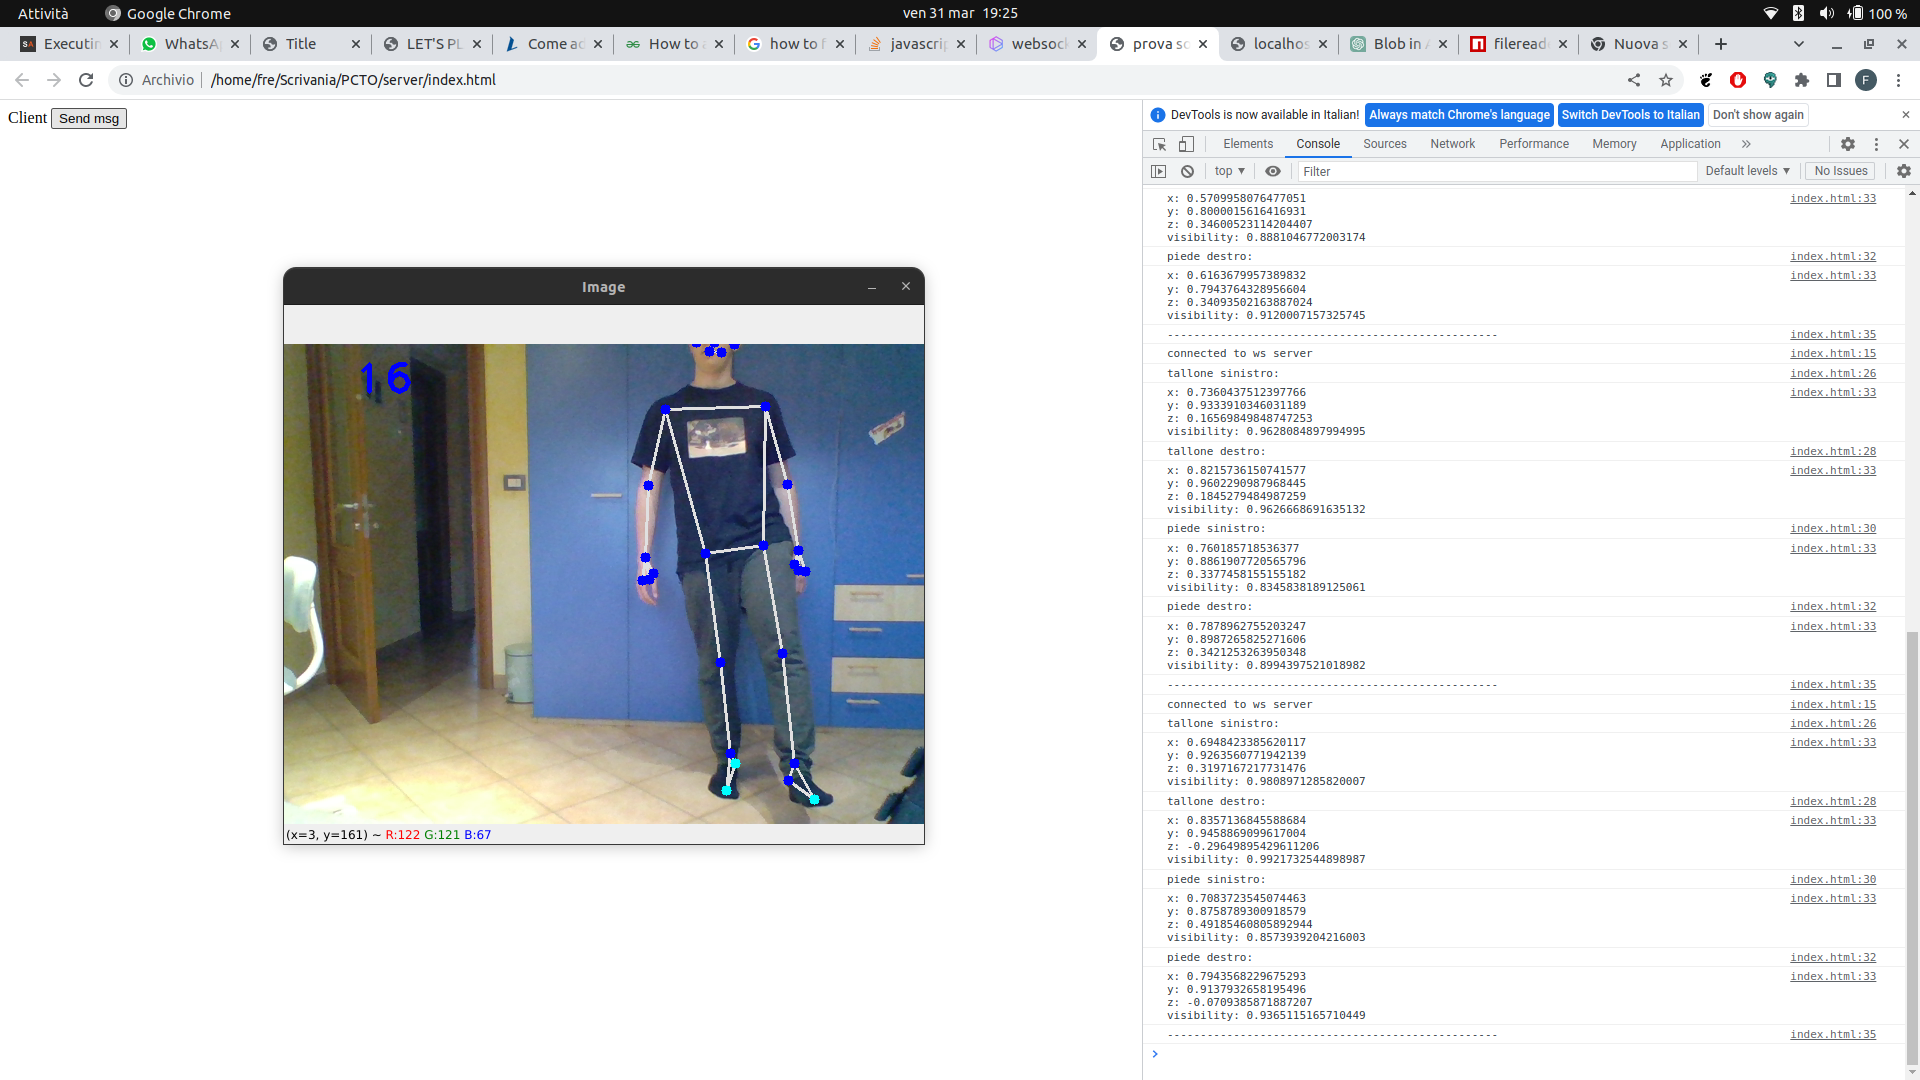 Attività
Google Chrome
ven 31 mar 19:25
100 %
Executin
WhatsA
Title
LET'S PL
Come ad
How to a
how to f
javascrip
websock
prova so
localhos
Blob in J
filereade
Nuova s
Archivio
/home/fre/Scrivania/PCTO/server/index.html
F
Client
Send msg
Image
16
(x=3, y=161) ~ R:122 G:121 B:67
DevTools is now available in Italian!
Always match Chrome's language
Switch DevTools to Italian
Don't show again
Elements
Console
Sources
Network
Performance
Memory
Application
top
Filter
Default levels
No Issues
x: 0.5709958076477051 index.html:33
y: 0.8000015616416931
z: 0.34600523114204407
visibility: 0.8881046772003174
piede destro: index.html:32
x: 0.6163679957389832 index.html:33
y: 0.7943764328956604
z: 0.34093502163887024
visibility: 0.9120007157325745
-------------------------------------------------- index.html:35
connected to ws server index.html:15
tallone sinistro: index.html:26
x: 0.7360437512397766 index.html:33
y: 0.9333910346031189
z: 0.16569849848747253
visibility: 0.9628084897994995
tallone destro: index.html:28
x: 0.8215736150741577 index.html:33
y: 0.9602290987968445
z: 0.1845279484987259
visibility: 0.9626668691635132
piede sinistro: index.html:30
x: 0.760185718536377 index.html:33
y: 0.8861907720565796
z: 0.3377458155155182
visibility: 0.8345838189125061
piede destro: index.html:32
x: 0.7878962755203247 index.html:33
y: 0.8987265825271606
z: 0.3421253263950348
visibility: 0.8994397521018982
-------------------------------------------------- index.html:35
connected to ws server index.html:15
tallone sinistro: index.html:26
x: 0.6948423385620117 index.html:33
y: 0.9263560771942139
z: 0.3197167217731476
visibility: 0.9808971285820007
tallone destro: index.html:28
x: 0.8357136845588684 index.html:33
y: 0.9458869099617004
z: -0.29649895429611206
visibility: 0.9921732544898987
piede sinistro: index.html:30
x: 0.7083723545074463 index.html:33
y: 0.8758789300918579
z: 0.49185460805892944
visibility: 0.8573939204216003
piede destro: index.html:32
x: 0.7943568229675293 index.html:33
y: 0.9137932658195496
z: -0.0709385871887207
visibility: 0.9365115165710449
-------------------------------------------------- index.html:35